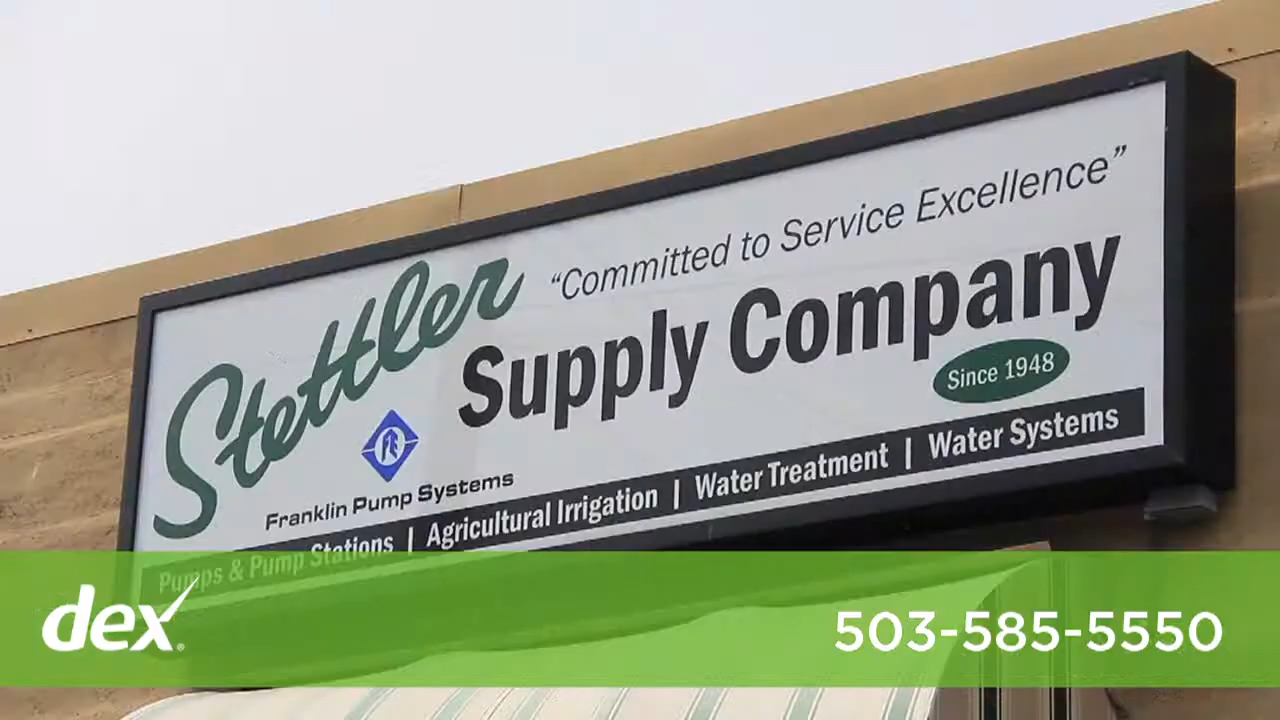 "Committed to Service Excellence"
Stettler
Supply Company
Since 1948
Franklin Pump Systems
Pumps & Pump Stations | Agricultural Irrigation | Water Treatment | Water Systems
dex®
503-585-5550